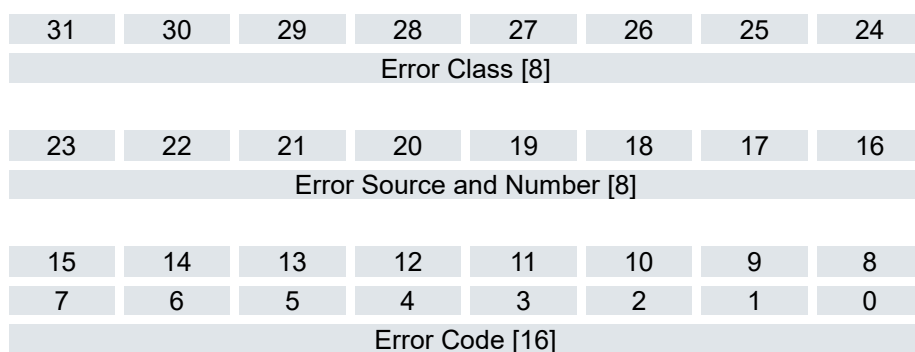 31 30 29 28 27 26 25 24
Error Class [8]
23 22 21 20 19 18 17 16
Error Source and Number [8]
15 14 13 12 11 10 9 8
7 6 5 4 3 2 1 0
Error Code [16]